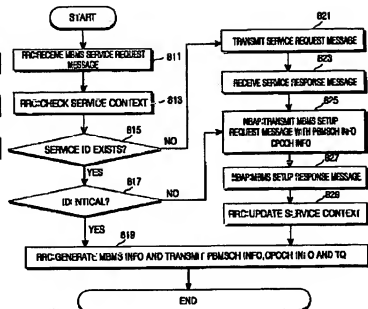 START
RRC:RECEIVE MBMS SERVICE REQUEST
MESSAGE
811
RRC:CHECK SERVICE CONTEXT
813
815
SERVICE ID EXISTS?
NO
YES
817
IDENTICAL?
NO
YES
819
RRC:GENERATE MBMS INFO AND TRANSMIT PBMSCH INFO, CPCCH INFO AND TQ
END
821
TRANSMIT SERVICE REQUEST MESSAGE
823
RECEIVE SERVICE RESPONSE MESSAGE
825
NBAP:TRANSMIT MBMS SETUP
REQUEST MESSAGE WITH PBMSCH INFO
CPCCH INFO
827
NBAP:MBMS SETUP RESPONSE MESSAGE
829
RRC:UPDATE SERVICE CONTEXT